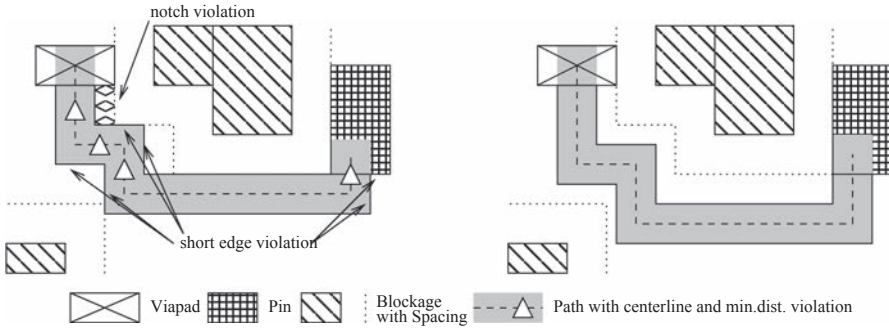 notch violation
short edge violation
Viapad Pin Blockage with Spacing Path with centerline and min.dist. violation